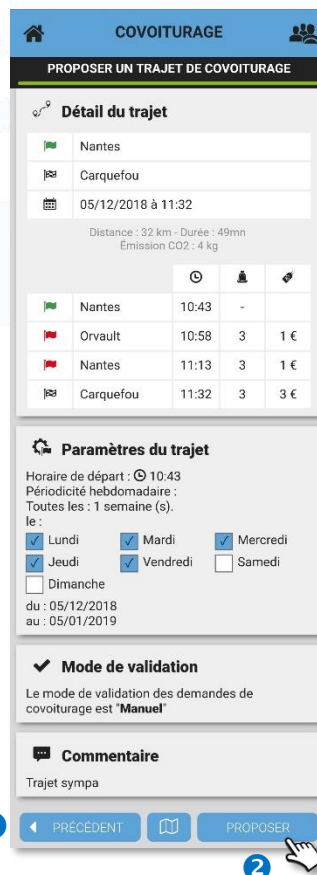 COVOITURAGE
PROPOSER UN TRAJET DE COVOITURAGE
Détail du trajet
Nantes
Carquefou
05/12/2018 à 11:32
Distance : 32 km - Durée : 49mn
Émission CO2 : 4 kg
Nantes 10:43 -
Orvault 10:58 3 1 €
Nantes 11:13 3 1 €
Carquefou 11:32 3 3 €
Paramètres du trajet
Horaire de départ : 10:43
Périodicité hebdomadaire :
Toutes les : 1 semaine (s).
le :
Lundi Mardi Mercredi
Jeudi Vendredi Samedi
Dimanche
du : 05/12/2018
au : 05/01/2019
Mode de validation
Le mode de validation des demandes de
covoiturage est "Manuel"
Commentaire
Trajet sympa
PRÉCÉDENT PROPOSER
2